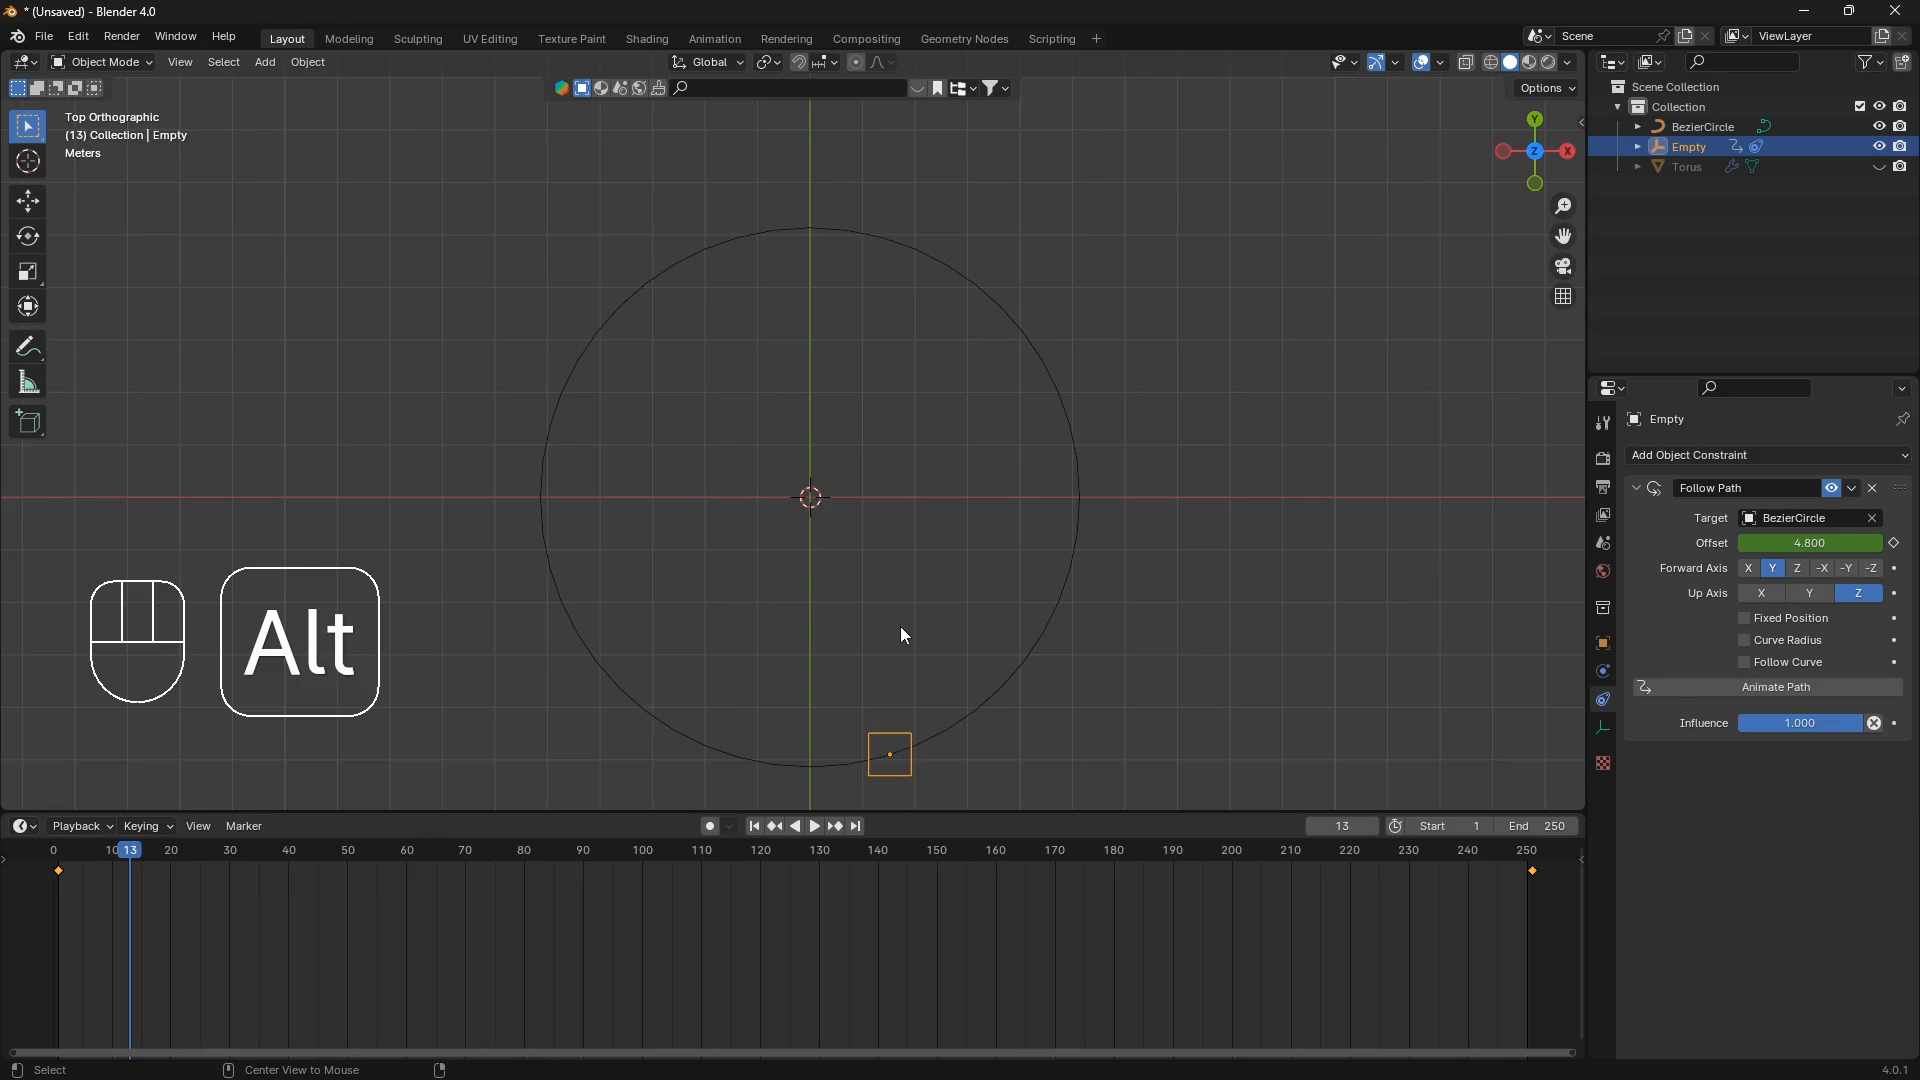 * (Unsaved) - Blender 4.0
File Edit Render Window Help
Layout Modeling Sculpting UV Editing Texture Paint Shading Animation Rendering Compositing Geometry Nodes Scripting +
Scene
ViewLayer
Object Mode View Select Add Object
Global
Options
Top Orthographic
(13) Collection | Empty
Meters
Y
Z
X
Scene Collection
Collection
BezierCircle
Empty
Torus
Empty
Add Object Constraint
Follow Path
Target BezierCircle
Offset 4.800
Forward Axis X Y Z -X -Y -Z
Up Axis X Y Z
Fixed Position
Curve Radius
Follow Curve
Animate Path
Influence 1.000
Alt
Playback Keying View Marker
13
Start 1
End 250
0 10 13 20 30 40 50 60 70 80 90 100 110 120 130 140 150 160 170 180 190 200 210 220 230 240 250
Select
Center View to Mouse
4.0.1